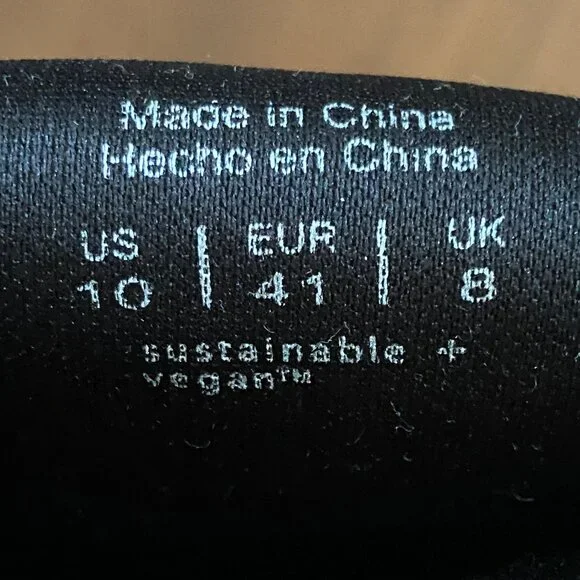 Made in China
Hecho en China
US | EUR | UK
10 | 41 | 8
sustainable +
vegan™